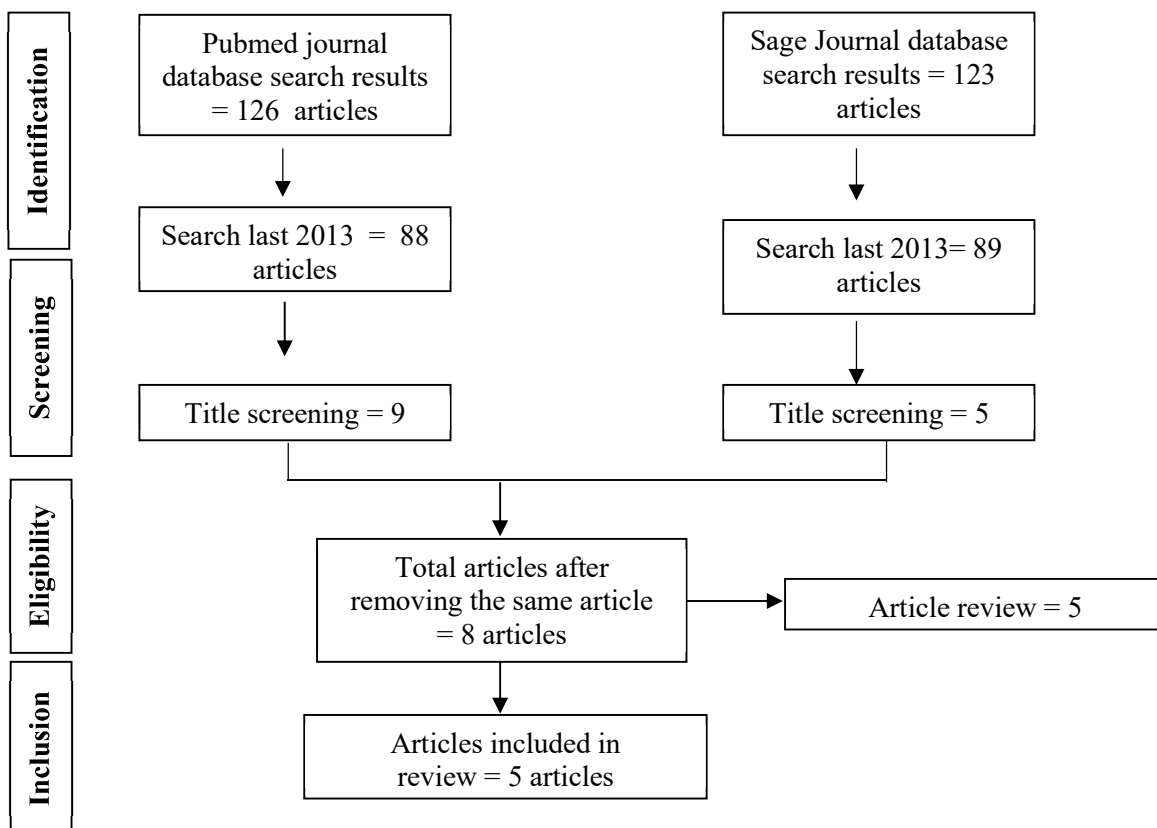 Identification
Pubmed journal
database search results
= 126 articles
Sage Journal database
search results = 123
articles
Search last 2013 = 88
articles
Search last 2013= 89
articles
Screening
Title screening = 9
Title screening = 5
Eligibility
Total articles after
removing the same article
= 8 articles
Article review = 5
Inclusion
Articles included in
review = 5 articles